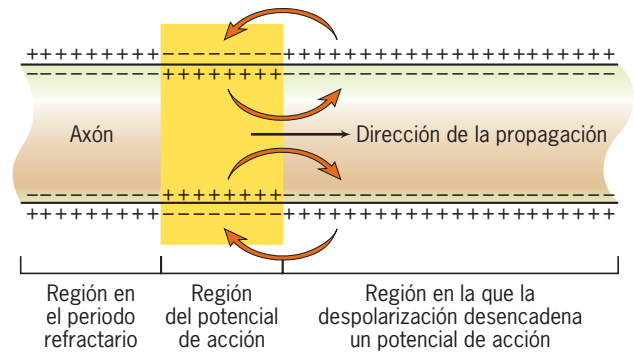 Axón
Dirección de la propagación
Región en
el periodo
refractario
Región
del potencial
de acción
Región en la que la
despolarización desencadena
un potencial de acción